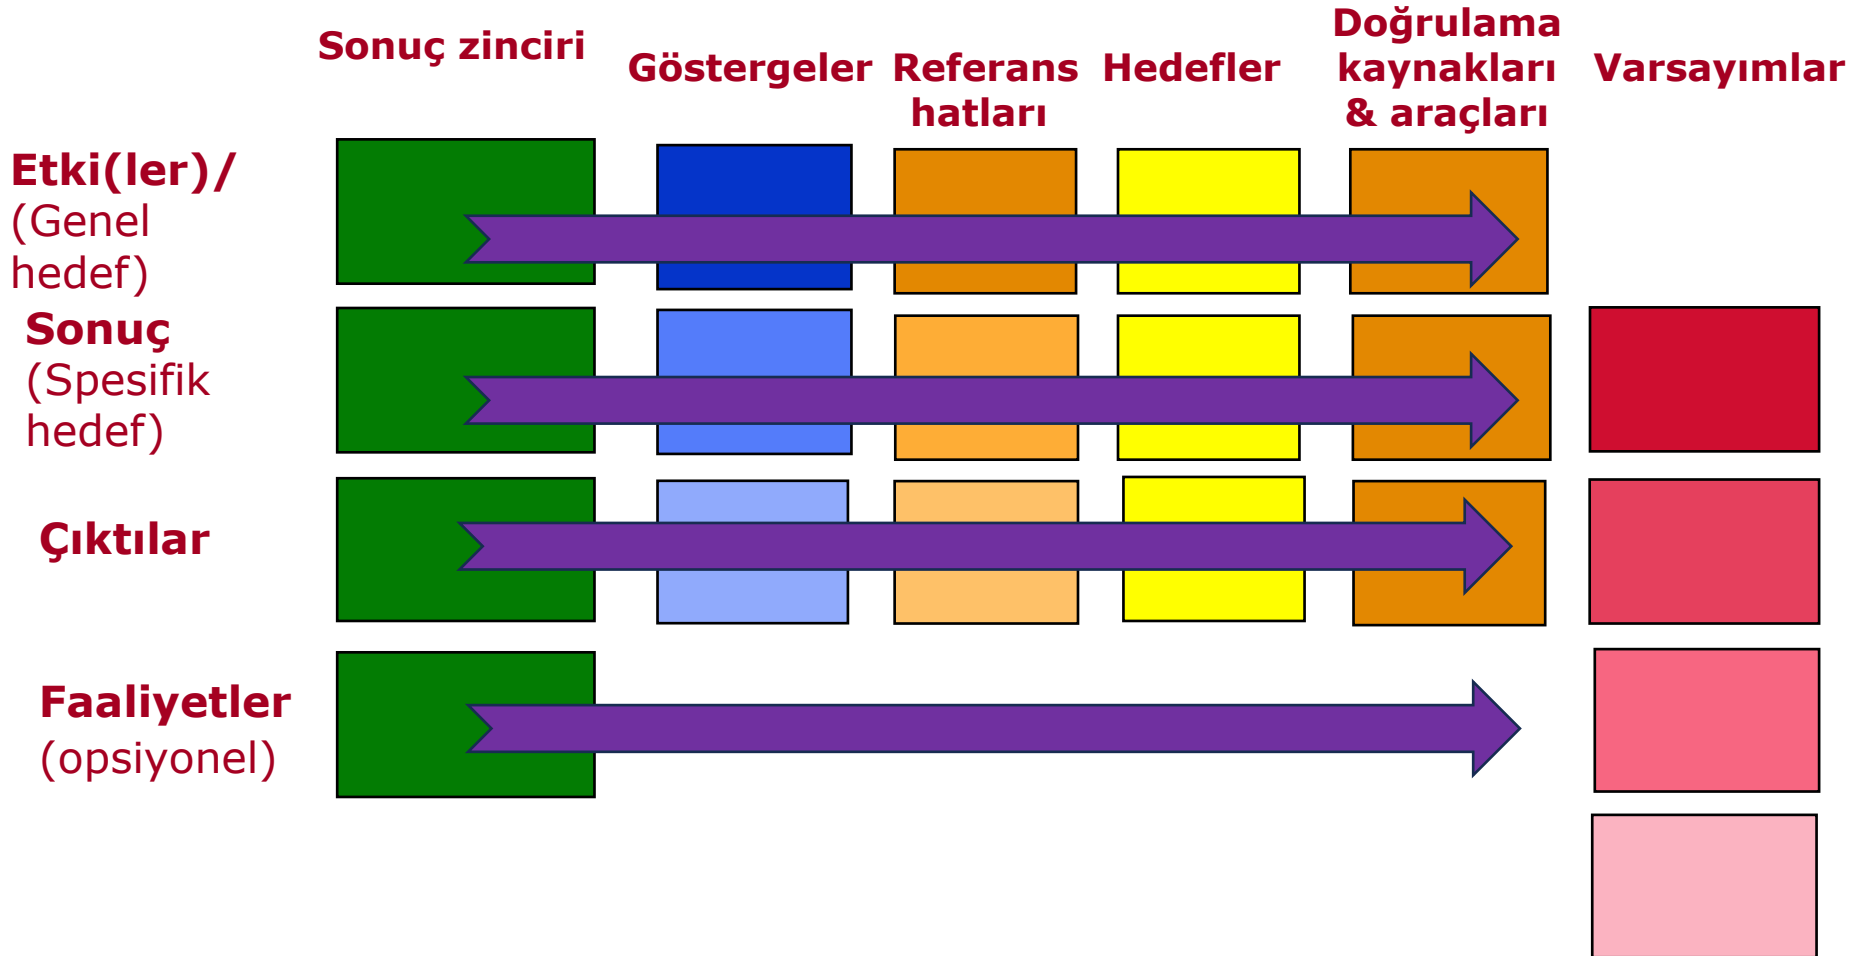 Sonuç zinciri
Göstergeler
Referans
hatları
Hedefler
Doğrulama
kaynakları
& araçları
Varsayımlar
Etki(ler)/
(Genel
hedef)
Sonuç
(Spesifik
hedef)
Çıktılar
Faaliyetler
(opsiyonel)